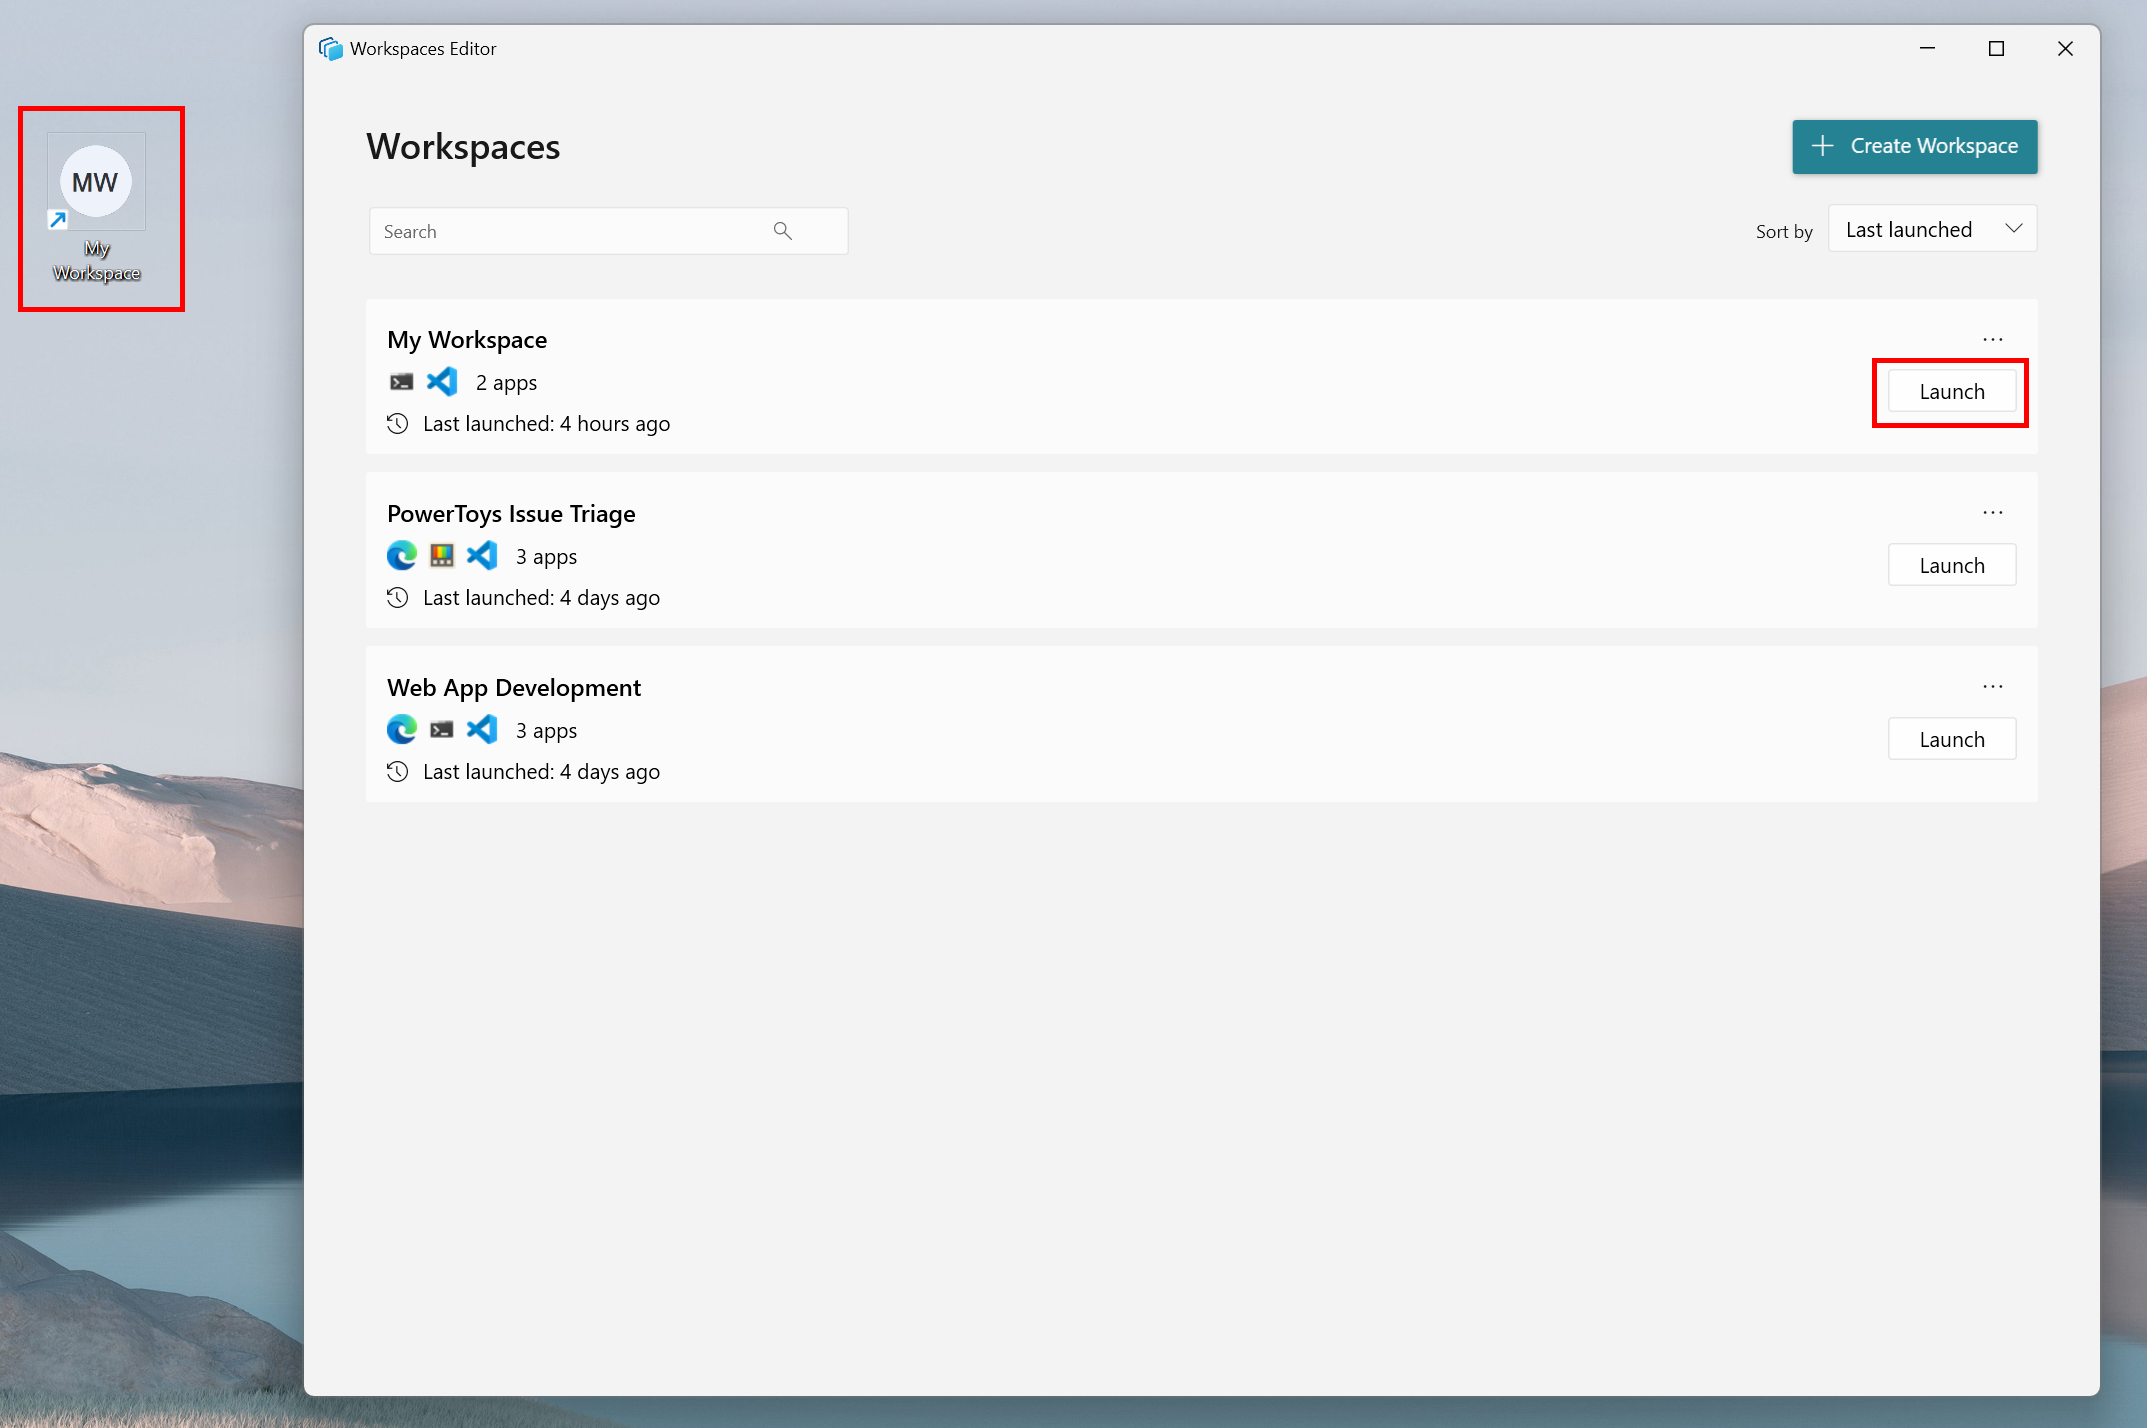 Workspaces Editor
MW
My
Workspace
Workspaces
Create Workspace
Search
Sort by
Last launched
My Workspace
2 apps
Launch
Last launched: 4 hours ago
PowerToys Issue Triage
3 apps
Launch
Last launched: 4 days ago
Web App Development
3 apps
Launch
Last launched: 4 days ago